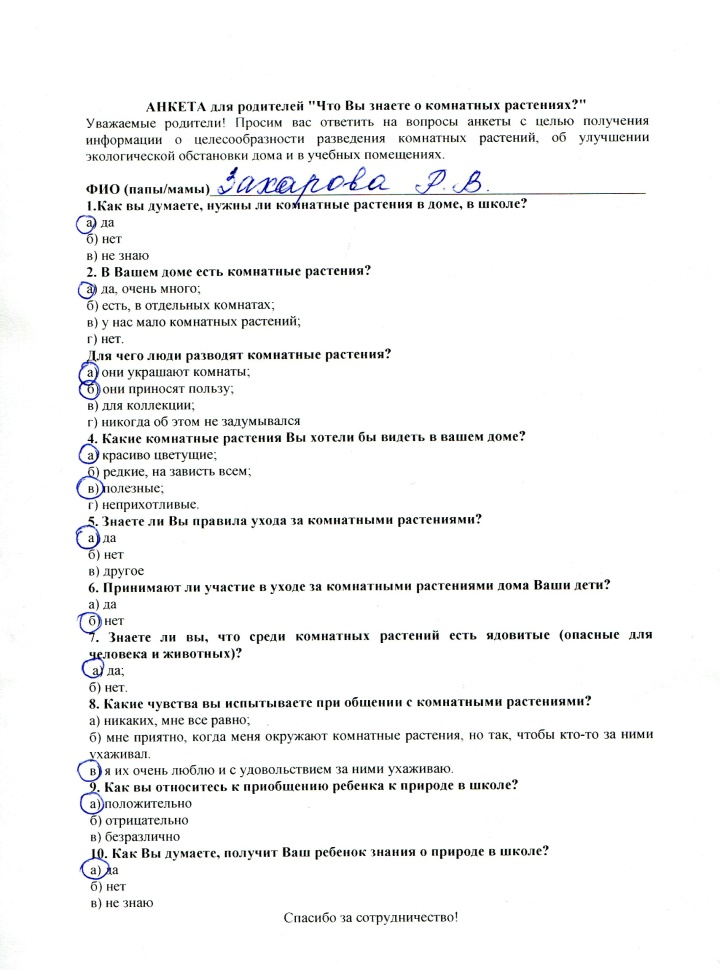 АНКЕТА для родителей "Что Вы знаете о комнатных растениях?"
Уважаемые родители! Просим вас ответить на вопросы анкеты с целью получения
информации о целесообразности разведения комнатных растений, об улучшении
экологической обстановки дома и в учебных помещениях.
ФИО (папы/мамы) Захарова Р. В.
1.Как вы думаете, нужны ли комнатные растения в доме, в школе?
а) да
б) нет
в) не знаю
2. В Вашем доме есть комнатные растения?
а) да, очень много;
б) есть, в отдельных комнатах;
в) у нас мало комнатных растений;
г) нет.
Для чего люди разводят комнатные растения?
а) они украшают комнаты;
б) они приносят пользу;
в) для коллекции;
г) никогда об этом не задумывался
4. Какие комнатные растения Вы хотели бы видеть в вашем доме?
а) красиво цветущие;
б) редкие, на зависть всем;
в) полезные;
г) неприхотливые.
5. Знаете ли Вы правила ухода за комнатными растениями?
а) да
б) нет
в) другое
6. Принимают ли участие в уходе за комнатными растениями дома Ваши дети?
а) да
б) нет
7. Знаете ли вы, что среди комнатных растений есть ядовитые (опасные для
человека и животных)?
а) да;
б) нет.
8. Какие чувства вы испытываете при общении с комнатными растениями?
а) никаких, мне все равно;
б) мне приятно, когда меня окружают комнатные растения, но так, чтобы кто-то за ними
ухаживал.
в) я их очень люблю и с удовольствием за ними ухаживаю.
9. Как вы относитесь к приобщению ребенка к природе в школе?
а) положительно
б) отрицательно
в) безразлично
10. Как Вы думаете, получит Ваш ребенок знания о природе в школе?
а) да
б) нет
в) не знаю
Спасибо за сотрудничество!